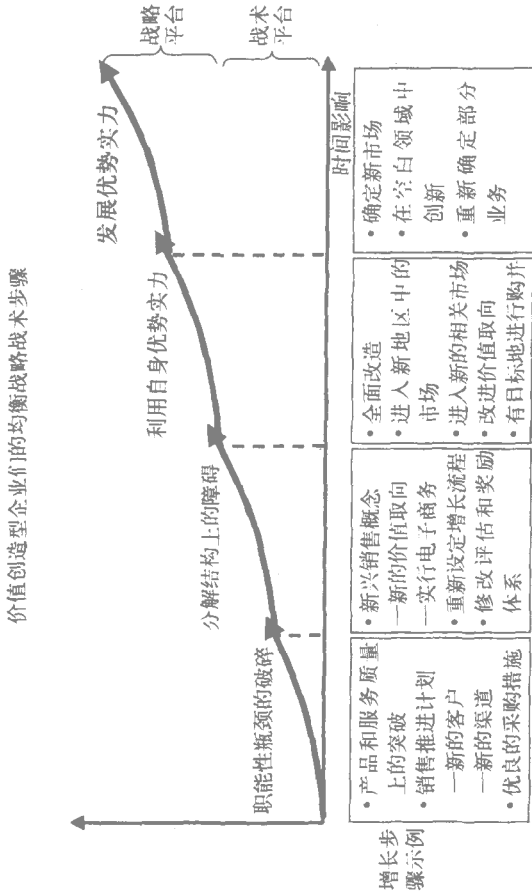 价值创造型企业们的均衡战略战术步骤
战略
平台
战术
平台
发展优势实力
利用自身优势实力
分解结构上的障碍
职能性瓶颈的破碎
时间影响
增长步
骤示例
• 产品和服务质量
上的突破
• 销售推进计划
—新的客户
—新的渠道
• 优良的采购措施
• 新兴销售概念
—新的价值取向
—实行电子商务
• 重新设定增长流程
• 修改评估和奖励
体系
• 全面改造
• 进入新地区中的
市场
• 进入新的相关市场
• 改进价值取向
• 有目标地进行购并
• 确定新市场
• 在空白领域中
创新
• 重新确定部分
业务